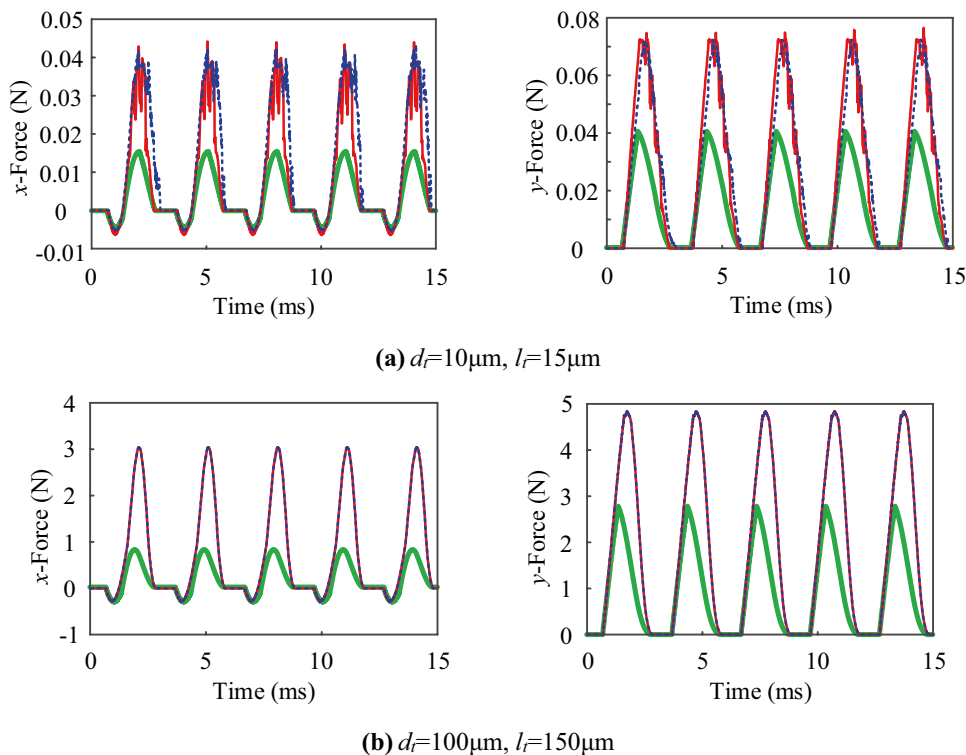 0.05
0.04
0.03
0.02
0.01
0
-0.01
x-Force (N)
0 5 10 15
Time (ms)
0.08
0.06
0.04
0.02
0
y-Force (N)
0 5 10 15
Time (ms)
(a) dₜ=10μm, lₜ=15μm
4
3
2
1
0
-1
x-Force (N)
0 5 10 15
Time (ms)
5
4
3
2
1
0
y-Force (N)
0 5 10 15
Time (ms)
(b) dₜ=100μm, lₜ=150μm